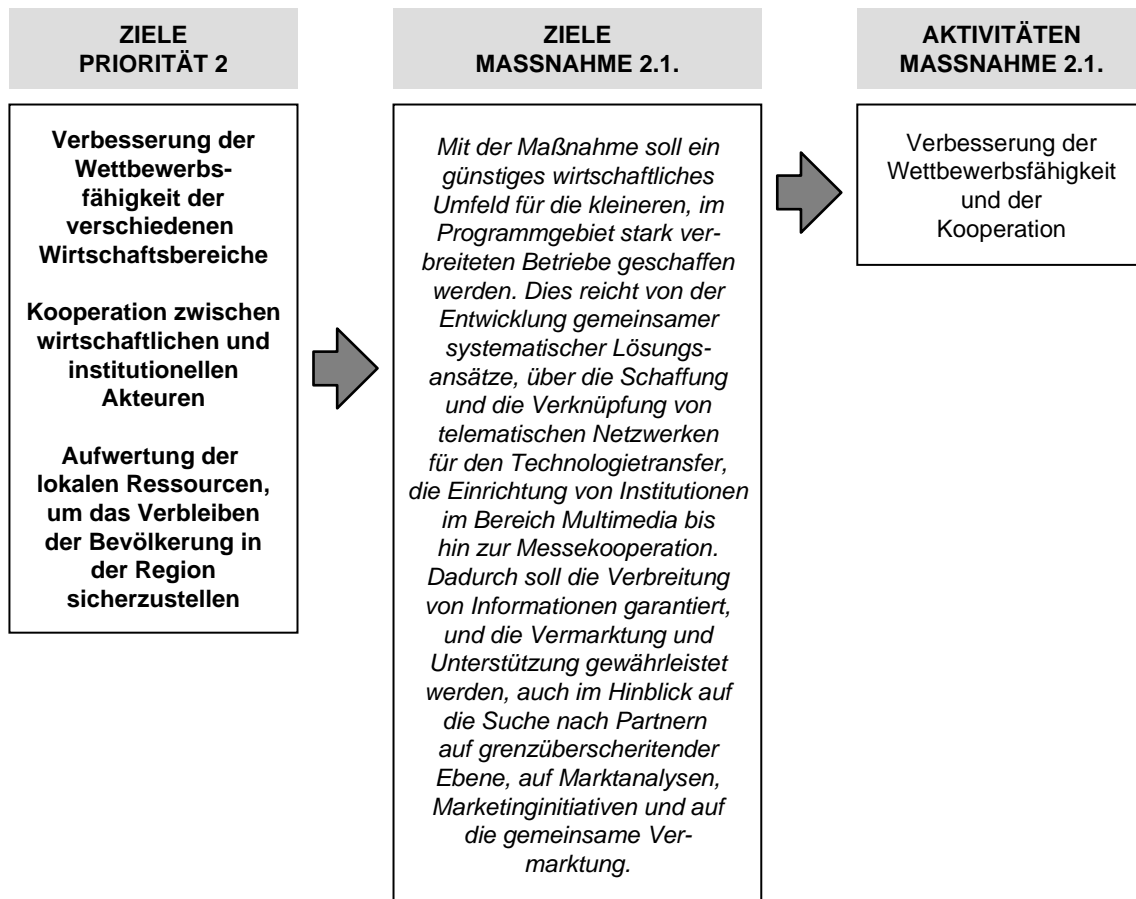 ZIELE
PRIORITÄT 2
Verbesserung der
Wettbewerbs-
fähigkeit der
verschiedenen
Wirtschaftsbereiche
Kooperation zwischen
wirtschaftlichen und
institutionellen
Akteuren
Aufwertung der
lokalen Ressourcen,
um das Verbleiben
der Bevölkerung in
der Region
sicherzustellen
ZIELE
MASSNAHME 2.1.
Mit der Maßnahme soll ein
günstiges wirtschaftliches
Umfeld für die kleineren, im
Programmgebiet stark ver-
breiteten Betriebe geschaffen
werden. Dies reicht von der
Entwicklung gemeinsamer
systematischer Lösungs-
ansätze, über die Schaffung
und die Verknüpfung von
telematischen Netzwerken
für den Technologietransfer,
die Einrichtung von Institutionen
im Bereich Multimedia bis
hin zur Messekooperation.
Dadurch soll die Verbreitung
von Informationen garantiert,
und die Vermarktung und
Unterstützung gewährleistet
werden, auch im Hinblick auf
die Suche nach Partnern
auf grenzüberscheritender
Ebene, auf Marktanalysen,
Marketinginitiativen und auf
die gemeinsame Ver-
marktung.
AKTIVITÄTEN
MASSNAHME 2.1.
Verbesserung der
Wettbewerbsfähigkeit
und der
Kooperation